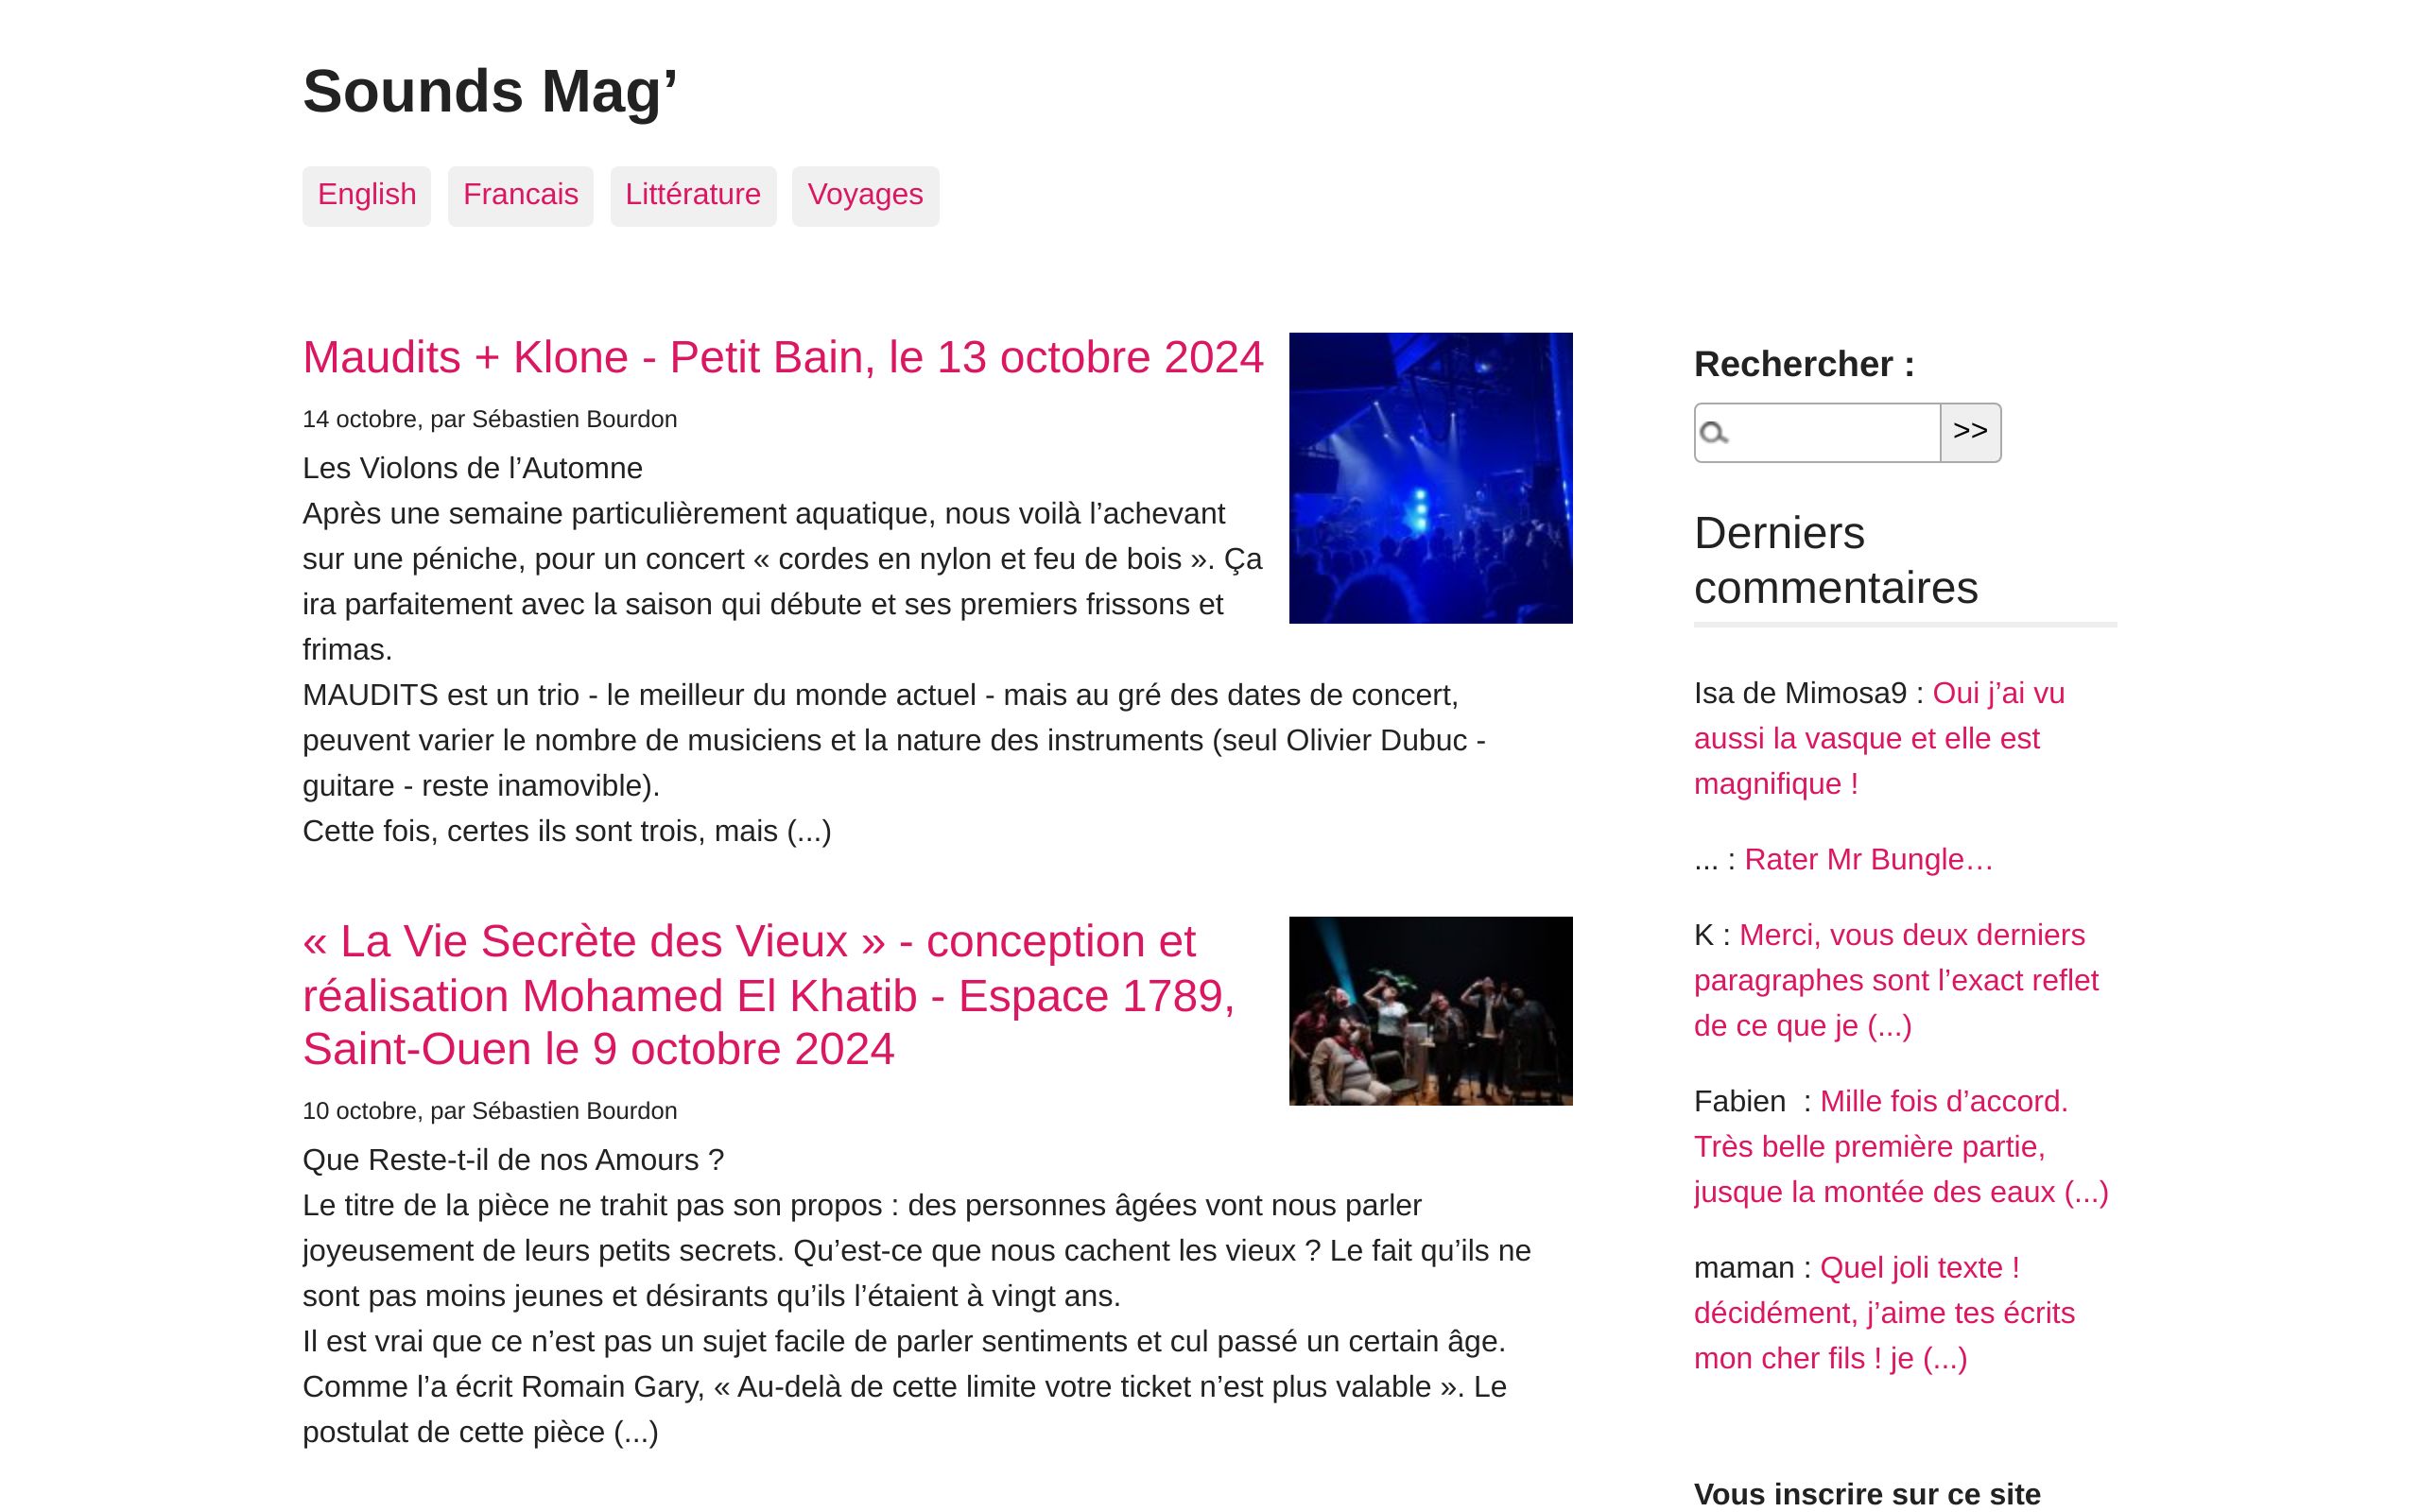 Sounds Mag’
English
Francais
Littérature
Voyages
Maudits + Klone - Petit Bain, le 13 octobre 2024
14 octobre, par Sébastien Bourdon
Les Violons de l’Automne
Après une semaine particulièrement aquatique, nous voilà l’achevant
sur une péniche, pour un concert « cordes en nylon et feu de bois ». Ça
ira parfaitement avec la saison qui débute et ses premiers frissons et
frimas.
MAUDITS est un trio - le meilleur du monde actuel - mais au gré des dates de concert,
peuvent varier le nombre de musiciens et la nature des instruments (seul Olivier Dubuc -
guitare - reste inamovible).
Cette fois, certes ils sont trois, mais (...)
« La Vie Secrète des Vieux » - conception et
réalisation Mohamed El Khatib - Espace 1789,
Saint-Ouen le 9 octobre 2024
10 octobre, par Sébastien Bourdon
Que Reste-t-il de nos Amours ?
Le titre de la pièce ne trahit pas son propos : des personnes âgées vont nous parler
joyeusement de leurs petits secrets. Qu’est-ce que nous cachent les vieux ? Le fait qu’ils ne
sont pas moins jeunes et désirants qu’ils l’étaient à vingt ans.
Il est vrai que ce n’est pas un sujet facile de parler sentiments et cul passé un certain âge.
Comme l’a écrit Romain Gary, « Au-delà de cette limite votre ticket n’est plus valable ». Le
postulat de cette pièce (...)
Rechercher :
>>
Derniers
commentaires
Isa de Mimosa9 : Oui j’ai vu
aussi la vasque et elle est
magnifique !
... : Rater Mr Bungle…
K : Merci, vous deux derniers
paragraphes sont l’exact reflet
de ce que je (...)
Fabien  : Mille fois d’accord.
Très belle première partie,
jusque la montée des eaux (...)
maman : Quel joli texte !
décidément, j’aime tes écrits
mon cher fils ! je (...)
Vous inscrire sur ce site